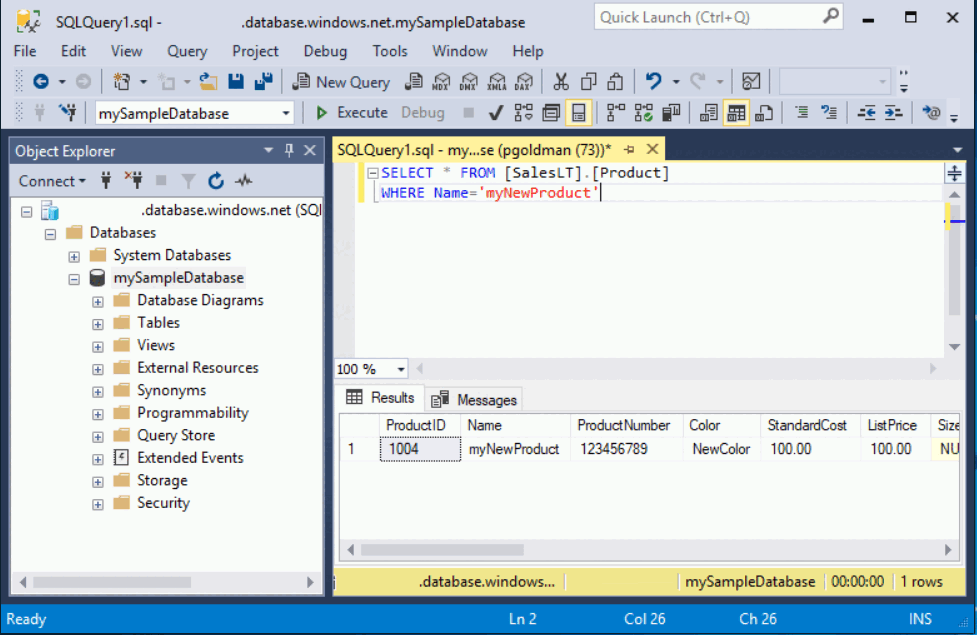 SQLQuery1.sql - .database.windows.net.mySampleDatabase
Quick Launch (Ctrl+Q)
File Edit View Query Project Debug Tools Window Help
New Query MDX DMX XMLA DAX
mySampleDatabase Execute Debug
Object Explorer
Connect
.database.windows.net (SQl
Databases
System Databases
mySampleDatabase
Database Diagrams
Tables
Views
External Resources
Synonyms
Programmability
Query Store
Extended Events
Storage
Security
SQLQuery1.sql - my...se (pgoldman (73))*
SELECT * FROM [SalesLT].[Product]
WHERE Name='myNewProduct'
100 %
Results Messages
ProductID Name ProductNumber Color StandardCost ListPrice Size
1 1004 myNewProduct 123456789 NewColor 100.00 100.00 NU
.database.windows... mySampleDatabase 00:00:00 1 rows
Ready Ln 2 Col 26 Ch 26 INS